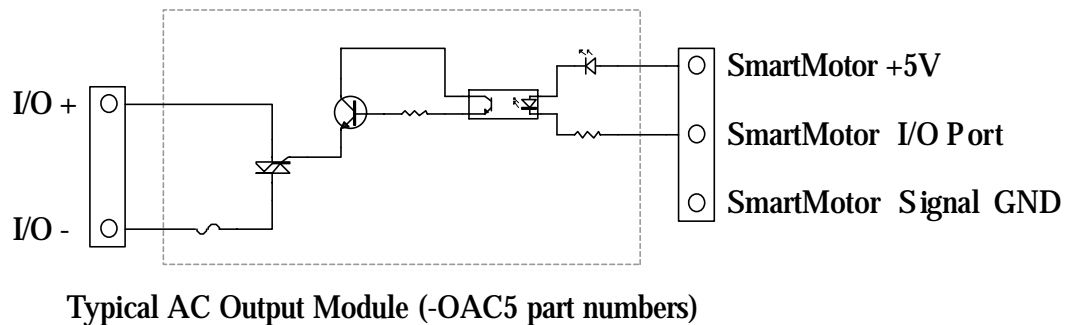 SmartMotor +5V
I/O +
SmartMotor I/O Port
SmartMotor Signal GND
I/O -
Typical AC Output Module (-OAC5 part numbers)